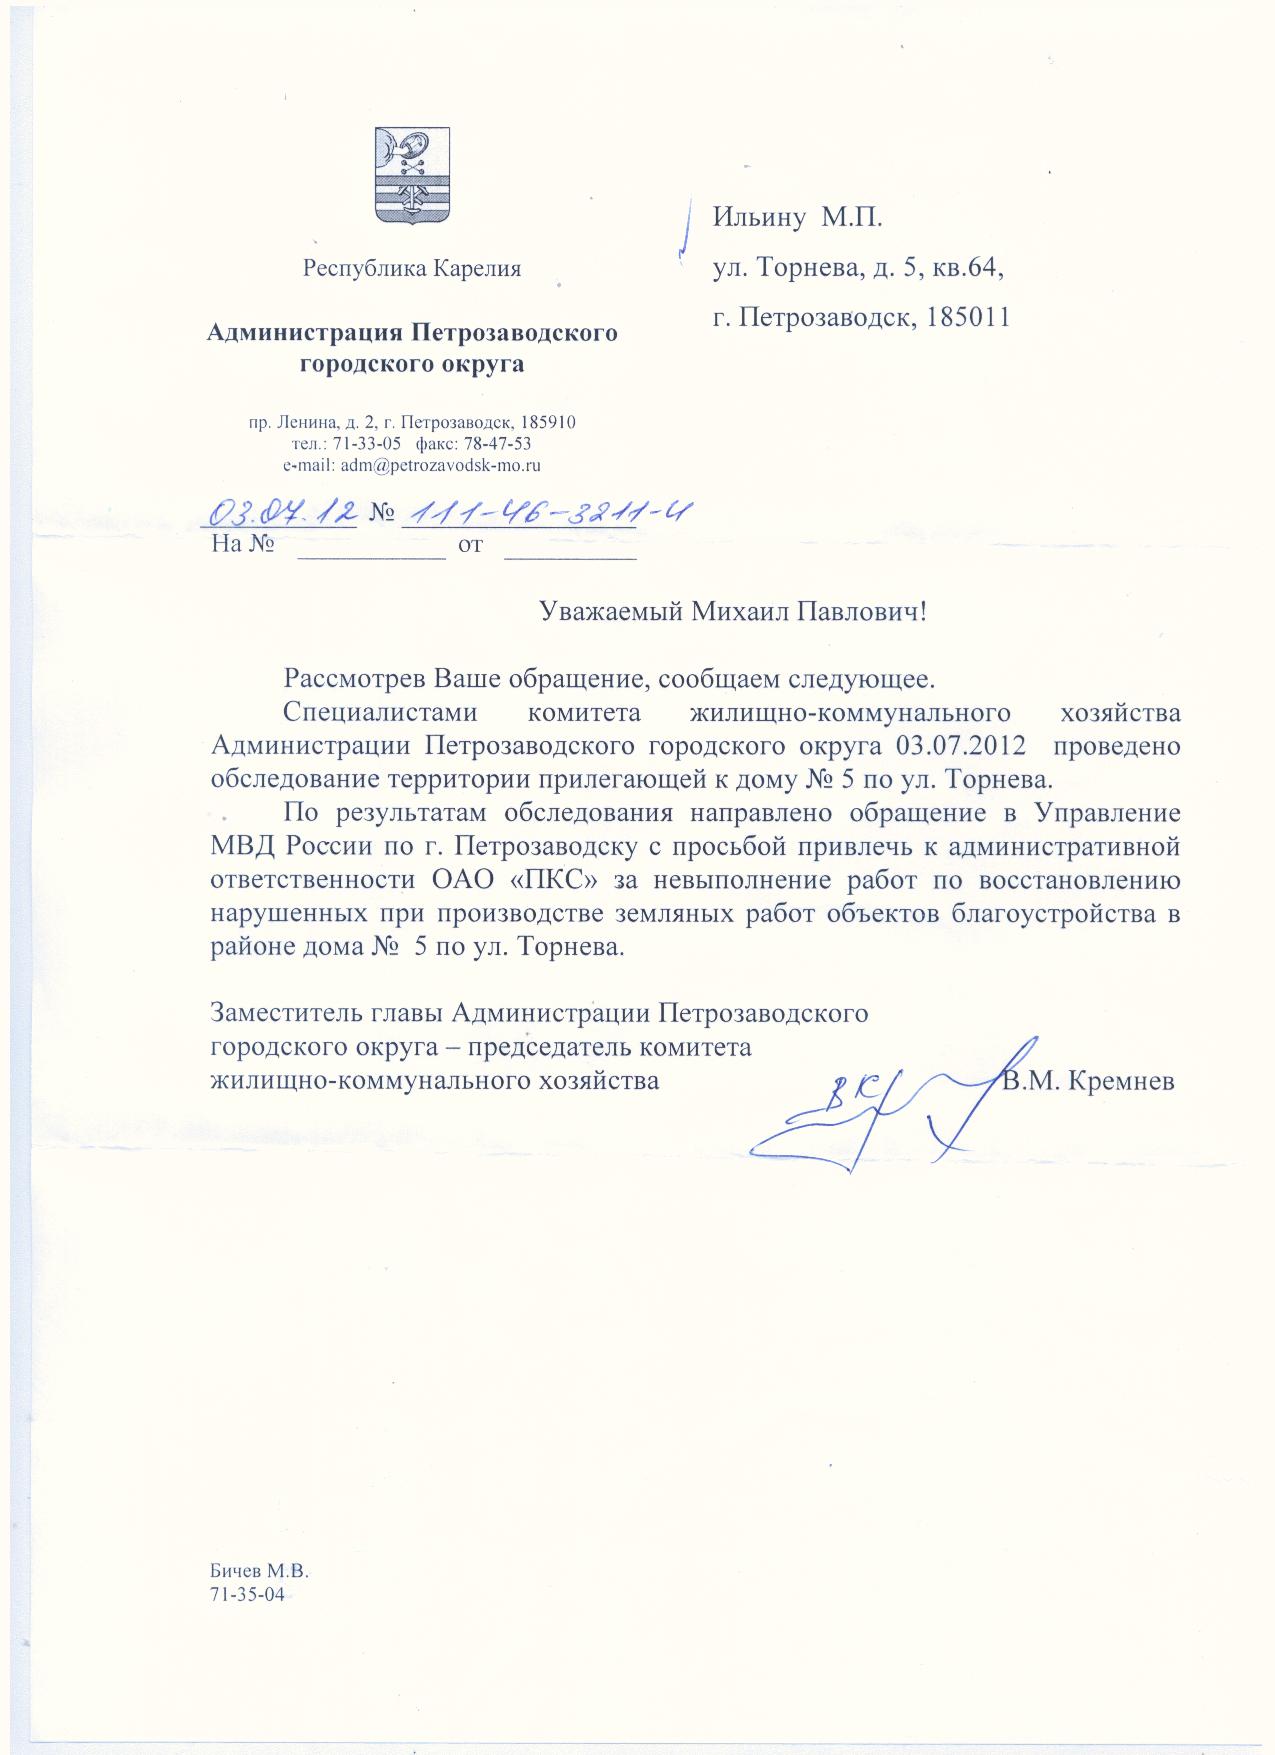 Республика Карелия
Администрация Петрозаводского
городского округа
пр. Ленина, д. 2, г. Петрозаводск, 185910
тел.: 71-33-05 факс: 78-47-53
e-mail: adm@petrozavodsk-mo.ru
03.07.12 № 111-46-3211-И
На № ____________ от ____________
Ильину М.П.
ул. Торнева, д. 5, кв.64,
г. Петрозаводск, 185011
Уважаемый Михаил Павлович!
Рассмотрев Ваше обращение, сообщаем следующее.
Специалистами комитета жилищно-коммунального хозяйства
Администрации Петрозаводского городского округа 03.07.2012 проведено
обследование территории прилегающей к дому № 5 по ул. Торнева.
По результатам обследования направлено обращение в Управление
МВД России по г. Петрозаводску с просьбой привлечь к административной
ответственности ОАО «ПКС» за невыполнение работ по восстановлению
нарушенных при производстве земляных работ объектов благоустройства в
районе дома № 5 по ул. Торнева.
Заместитель главы Администрации Петрозаводского
городского округа – председатель комитета
жилищно-коммунального хозяйства В.М. Кремнев
Бичев М.В.
71-35-04